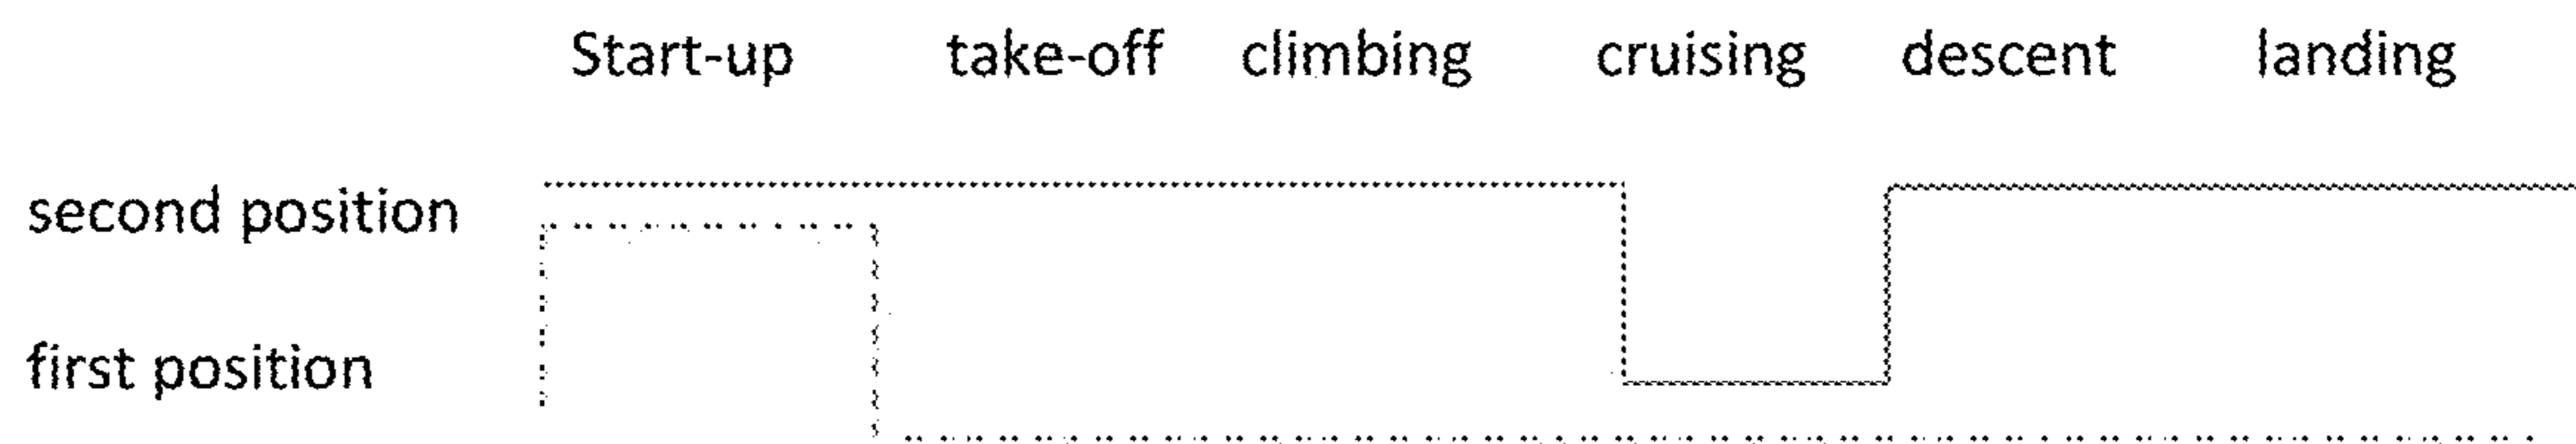 Start-up take-off climbing cruising descent landing
second position
first position